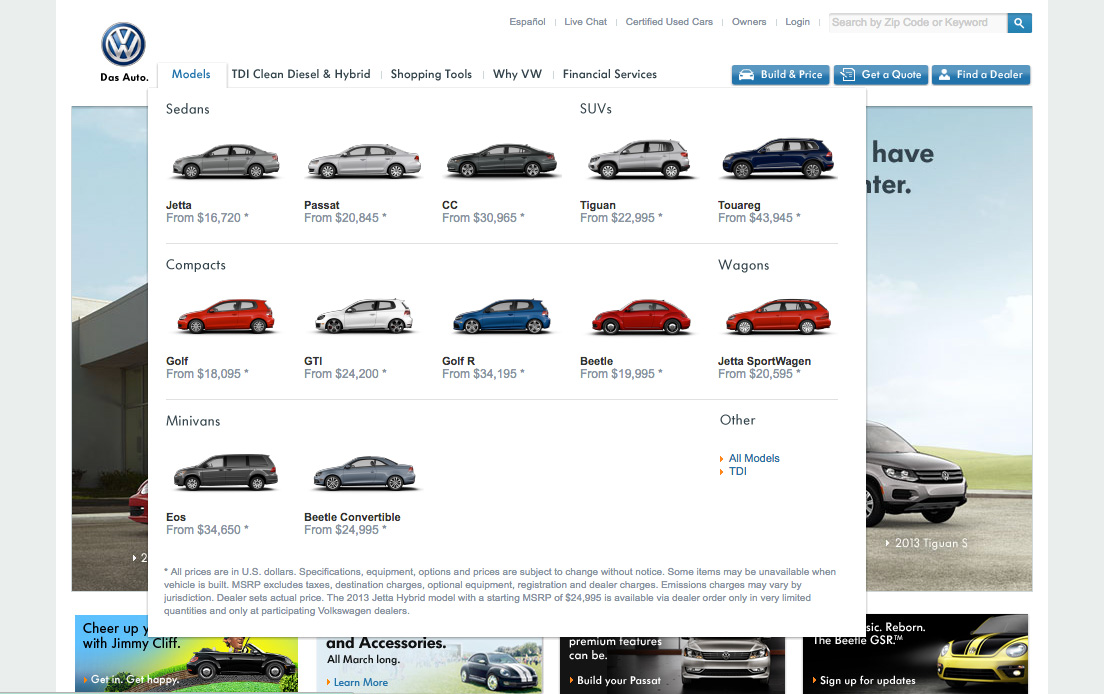 Español
Live Chat
Certified Used Cars
Owners
Login
Search by Zip Code or Keyword
Das Auto.
Models
TDI Clean Diesel & Hybrid
Shopping Tools
Why VW
Financial Services
Build & Price
Get a Quote
Find a Dealer
Sedans
SUVs
Jetta
From $16,720 *
Passat
From $20,845 *
CC
From $30,965 *
Tiguan
From $22,995 *
Touareg
From $43,945 *
have
nter.
Compacts
Wagons
Golf
From $18,095 *
GTI
From $24,200 *
Golf R
From $34,195 *
Beetle
From $19,995 *
Jetta SportWagen
From $20,595 *
Minivans
Other
All Models
TDI
Eos
From $34,650 *
Beetle Convertible
From $24,995 *
2
2013 Tiguan S
* All prices are in U.S. dollars. Specifications, equipment, options and prices are subject to change without notice. Some items may be unavailable when
vehicle is built. MSRP excludes taxes, destination charges, optional equipment, registration and dealer charges. Emissions charges may vary by
jurisdiction. Dealer sets actual price. The 2013 Jetta Hybrid model with a starting MSRP of $24,995 is available via dealer order only in very limited
quantities and only at participating Volkswagen dealers.
Cheer up y
with Jimmy Cliff.
Get in. Get happy.
and Accessories.
All March long.
Learn More
premium features
can be.
Build your Passat
sic. Reborn.
The Beetle GSR.™
Sign up for updates